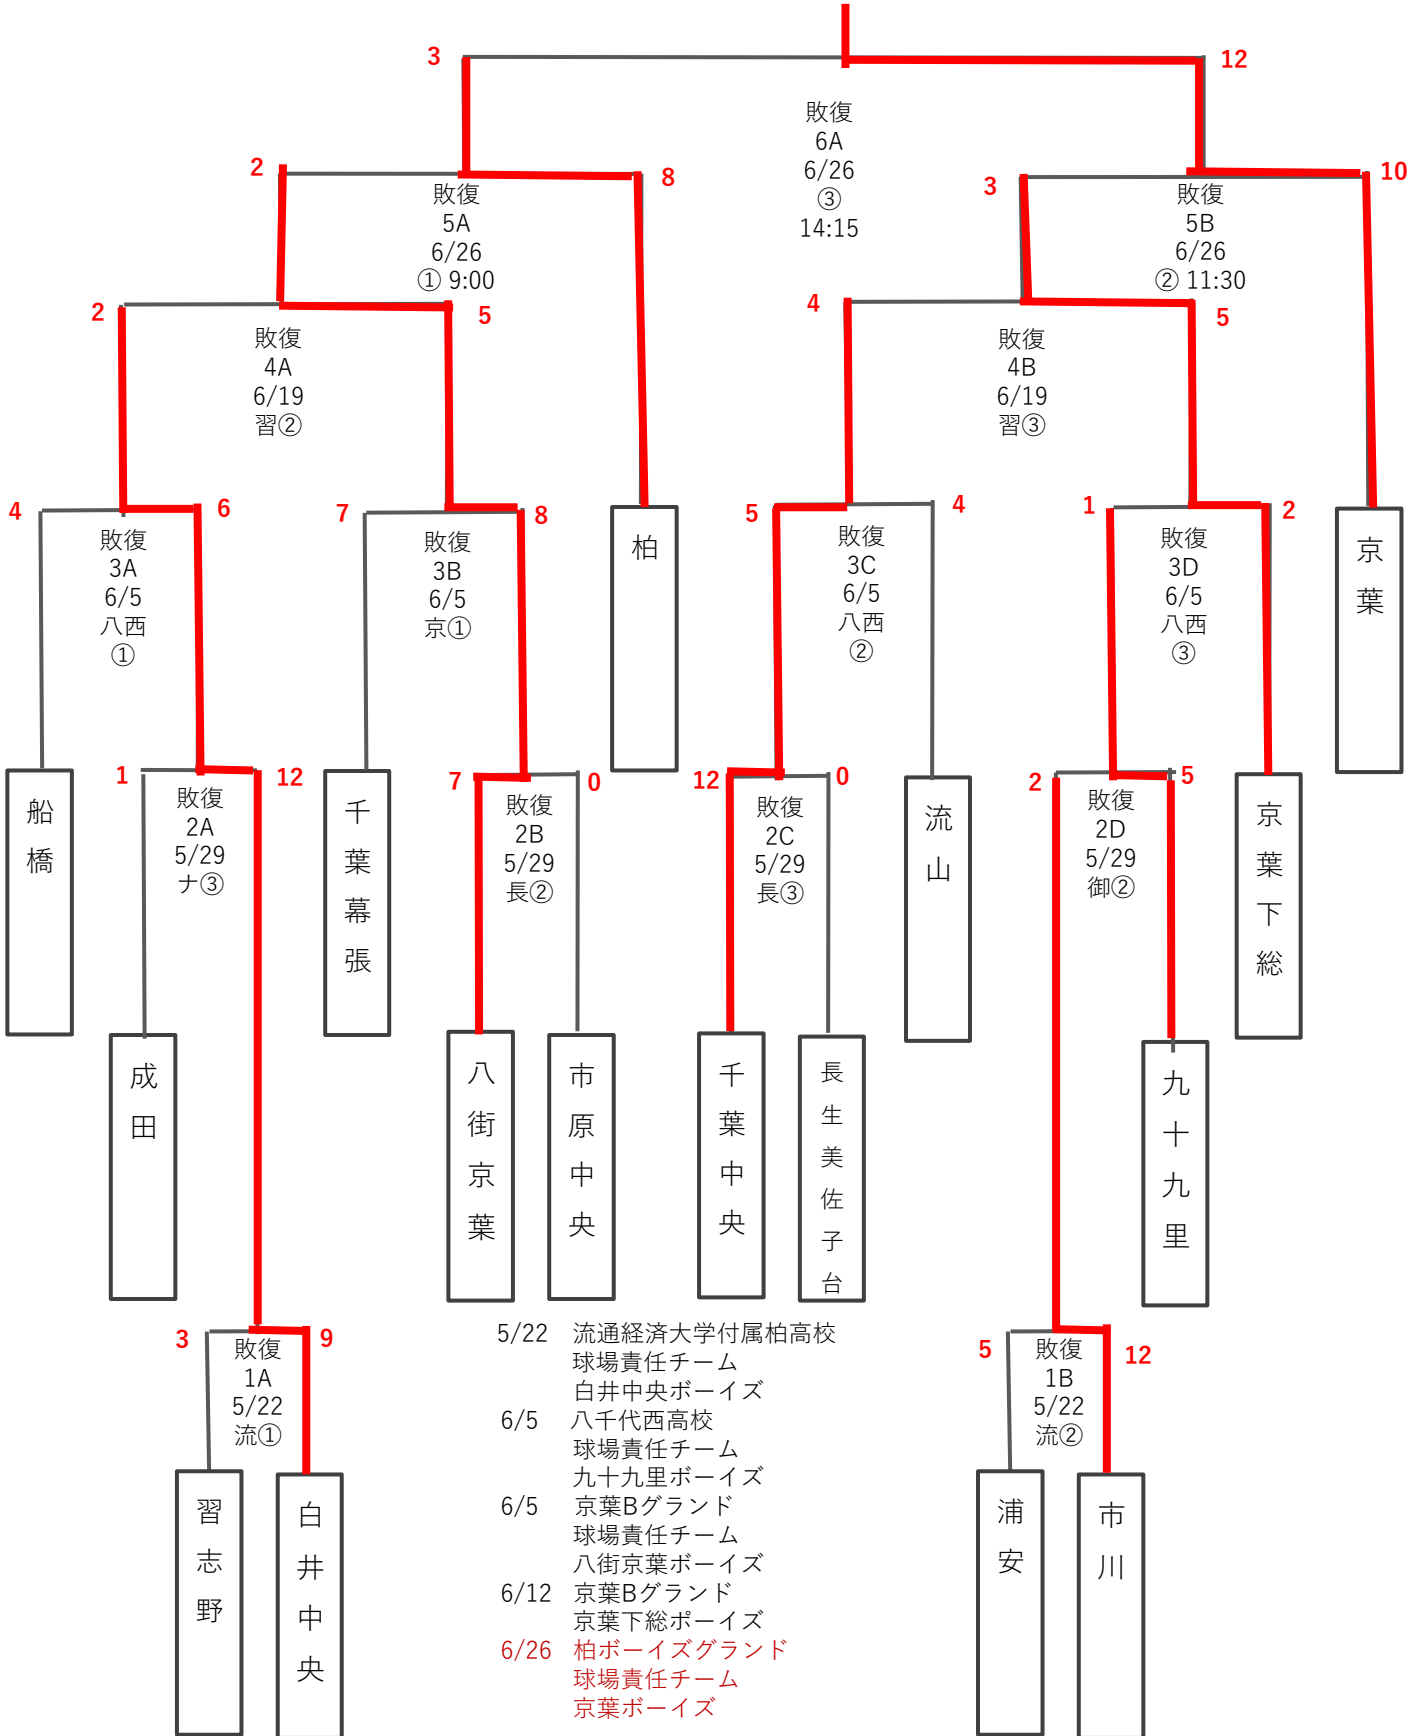 3
12
敗復
6A
6/26
③
14:15
2
8
敗復
5A
6/26
① 9:00
3
10
敗復
5B
6/26
② 11:30
2
5
敗復
4A
6/19
習②
4
5
敗復
4B
6/19
習③
4
6
敗復
3A
6/5
八西
①
7
8
敗復
3B
6/5
京①
柏
5
4
敗復
3C
6/5
八西
②
1
2
敗復
3D
6/5
八西
③
京葉
船橋
1
12
敗復
2A
5/29
ナ③
千葉幕張
7
0
敗復
2B
5/29
長②
12
0
敗復
2C
5/29
長③
流山
2
5
敗復
2D
5/29
御②
京葉下総
成田
八街京葉
市原中央
千葉中央
長生美佐子台
九十九里
3
9
敗復
1A
5/22
流①
5
12
敗復
1B
5/22
流②
習志野
白井中央
浦安
市川
5/22 流通経済大学付属柏高校
球場責任チーム
白井中央ボーイズ
6/5 八千代西高校
球場責任チーム
九十九里ボーイズ
6/5 京葉Bグランド
球場責任チーム
八街京葉ボーイズ
6/12 京葉Bグランド
京葉下総ポーイズ
6/26 柏ボーイズグランド
球場責任チーム
京葉ボーイズ